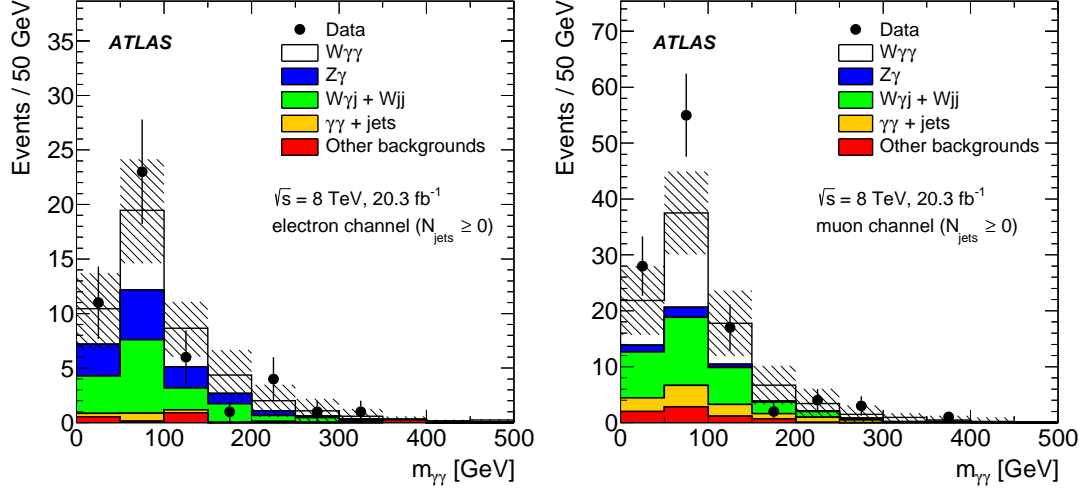 ATLAS
Data
Wγγ
Zγ
Wγj + Wjj
γγ + jets
Other backgrounds
√s = 8 TeV, 20.3 fb⁻¹
electron channel (N_jets ≥ 0)
Events / 50 GeV
35
30
25
20
15
10
5
0
0 100 200 300 400 500
m_γγ [GeV]
ATLAS
Data
Wγγ
Zγ
Wγj + Wjj
γγ + jets
Other backgrounds
√s = 8 TeV, 20.3 fb⁻¹
muon channel (N_jets ≥ 0)
Events / 50 GeV
70
60
50
40
30
20
10
0
0 100 200 300 400 500
m_γγ [GeV]